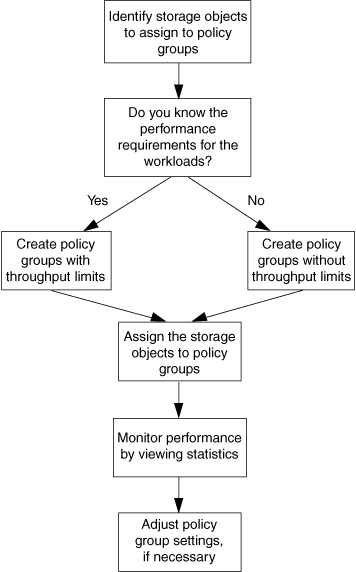 Identify storage objects
to assign to policy
groups
Do you know the
performance
requirements for the
workloads?
Yes
No
Create policy
groups with
throughput limits
Create policy
groups without
throughput limits
Assign the storage
objects to policy
groups
Monitor performance
by viewing statistics
Adjust policy
group settings,
if necessary